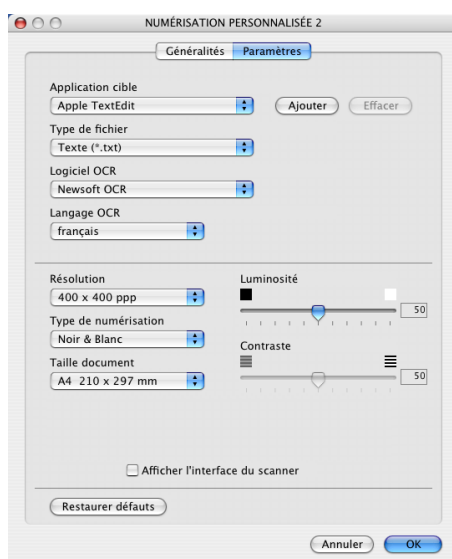 NUMÉRISATION PERSONNALISÉE 2
Généralités Paramètres
Application cible
Apple TextEdit Ajouter Effacer
Type de fichier
Texte (*.txt)
Logiciel OCR
Newsoft OCR
Langage OCR
français
Résolution Luminosité
400 x 400 ppp 50
Type de numérisation
Noir & Blanc Contraste
Taille document
A4 210 x 297 mm 50
Afficher l'interface du scanner
Restaurer défauts
Annuler OK